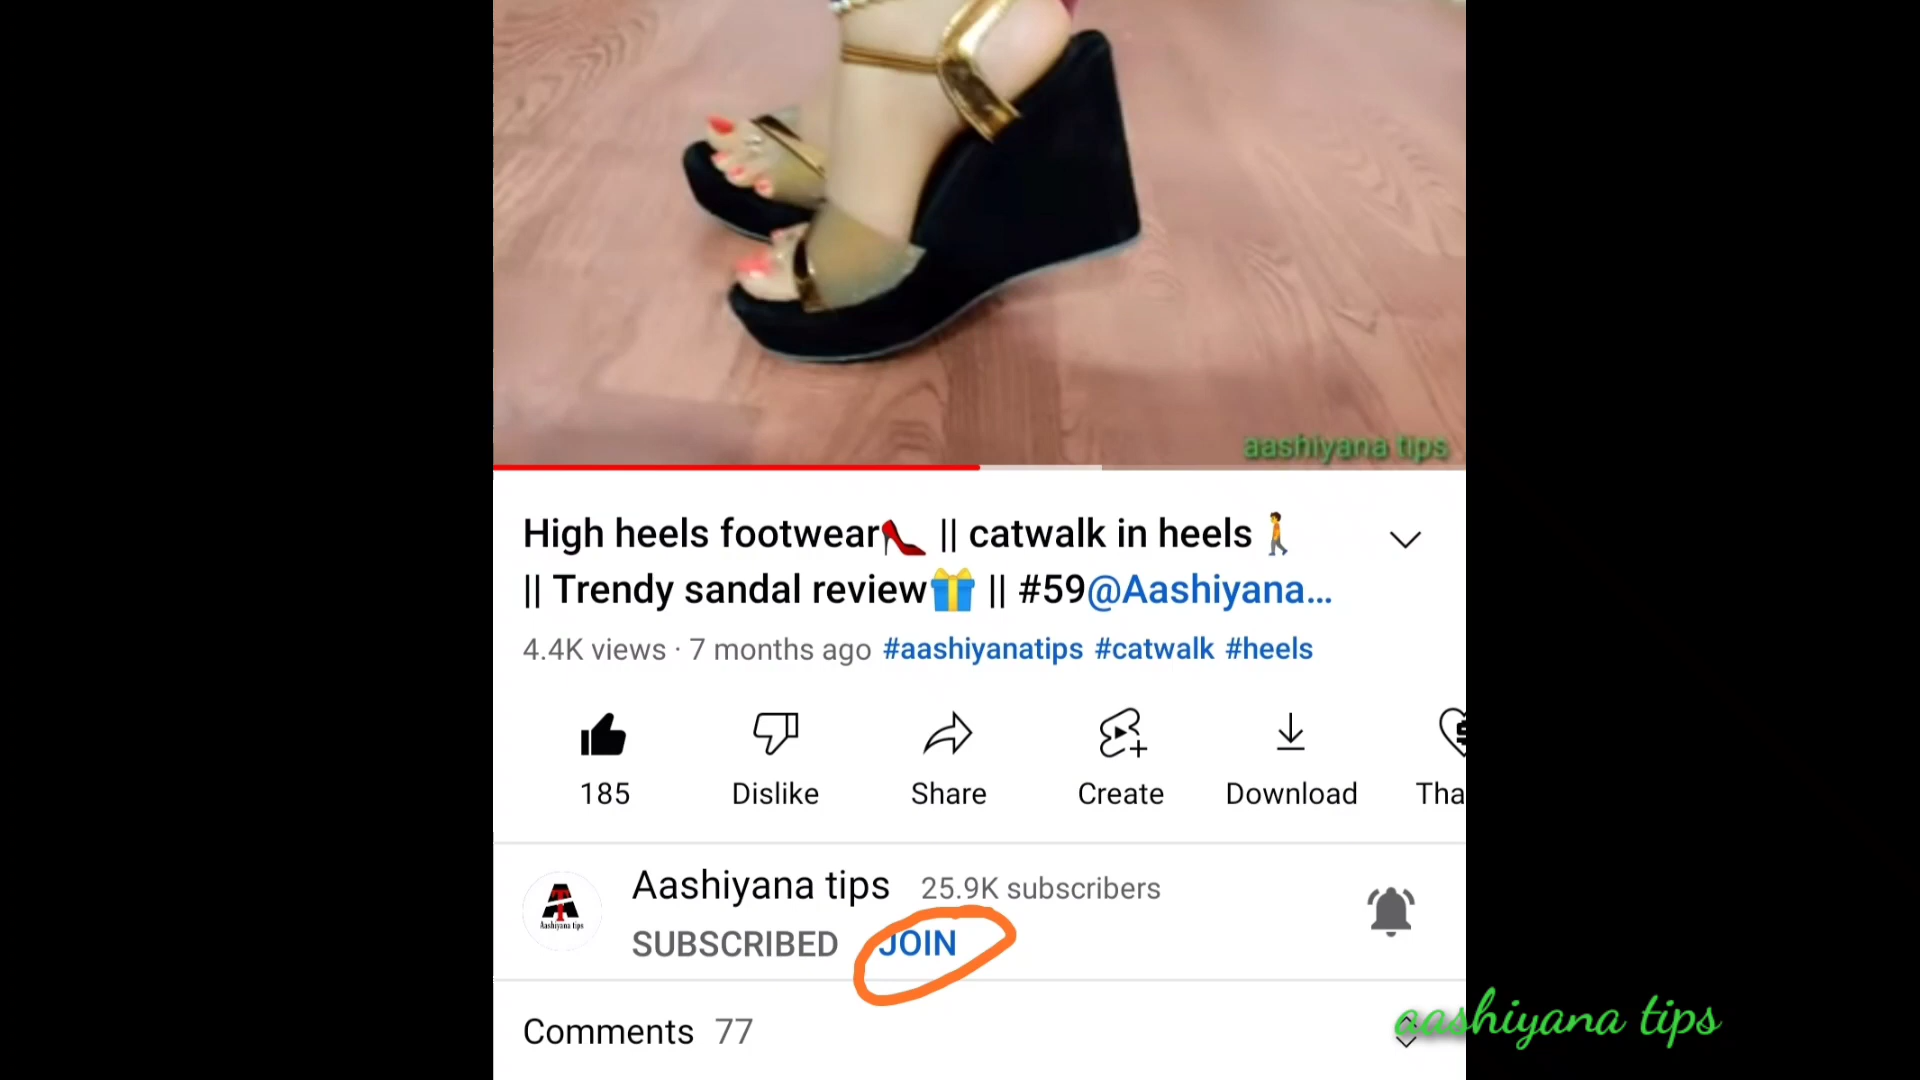 aashiyana tips
High heels footwear👠 || catwalk in heels🚶
|| Trendy sandal review🎁 || #59@Aashiyana...
4.4K views · 7 months ago #aashiyanatips #catwalk #heels
185 Dislike Share Create Download Tha
Aashiyana tips 25.9K subscribers
Aashiyana tips
SUBSCRIBED JOIN
Comments 77
aashiyana tips